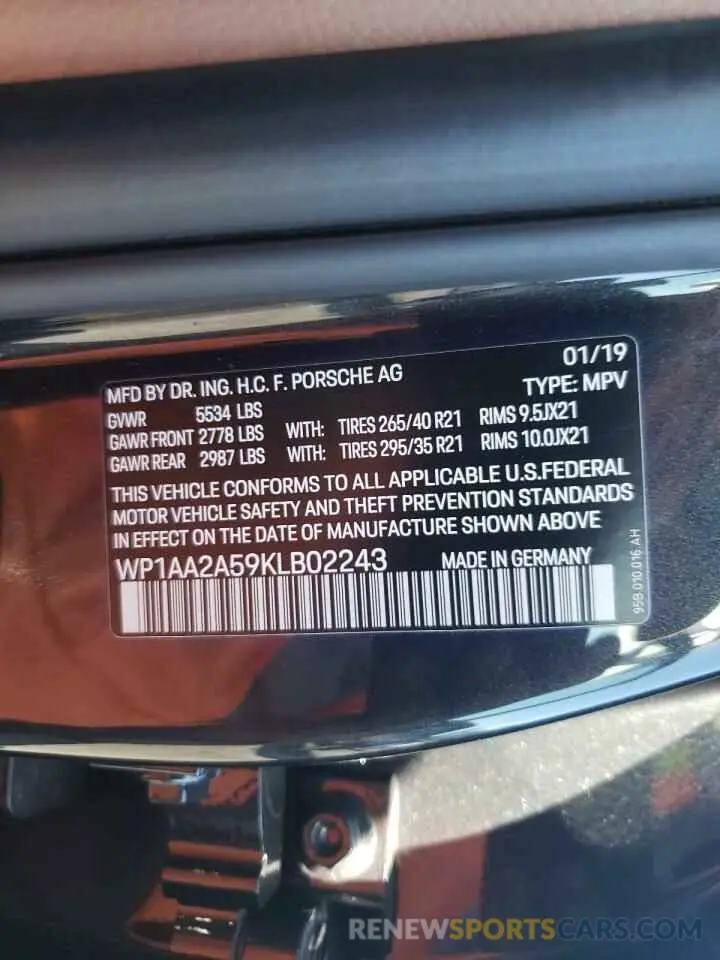 MFD BY DR. ING. H.C. F. PORSCHE AG 01/19
GVWR 5534 LBS TYPE: MPV
GAWR FRONT 2778 LBS WITH: TIRES 265/40 R21 RIMS 9.5JX21
GAWR REAR 2987 LBS WITH: TIRES 295/35 R21 RIMS 10.0JX21
THIS VEHICLE CONFORMS TO ALL APPLICABLE U.S.FEDERAL
MOTOR VEHICLE SAFETY AND THEFT PREVENTION STANDARDS
IN EFFECT ON THE DATE OF MANUFACTURE SHOWN ABOVE
WP1AA2A59KLB02243 MADE IN GERMANY
95B.010.016 AH
RENEWSPORTSCARS.COM